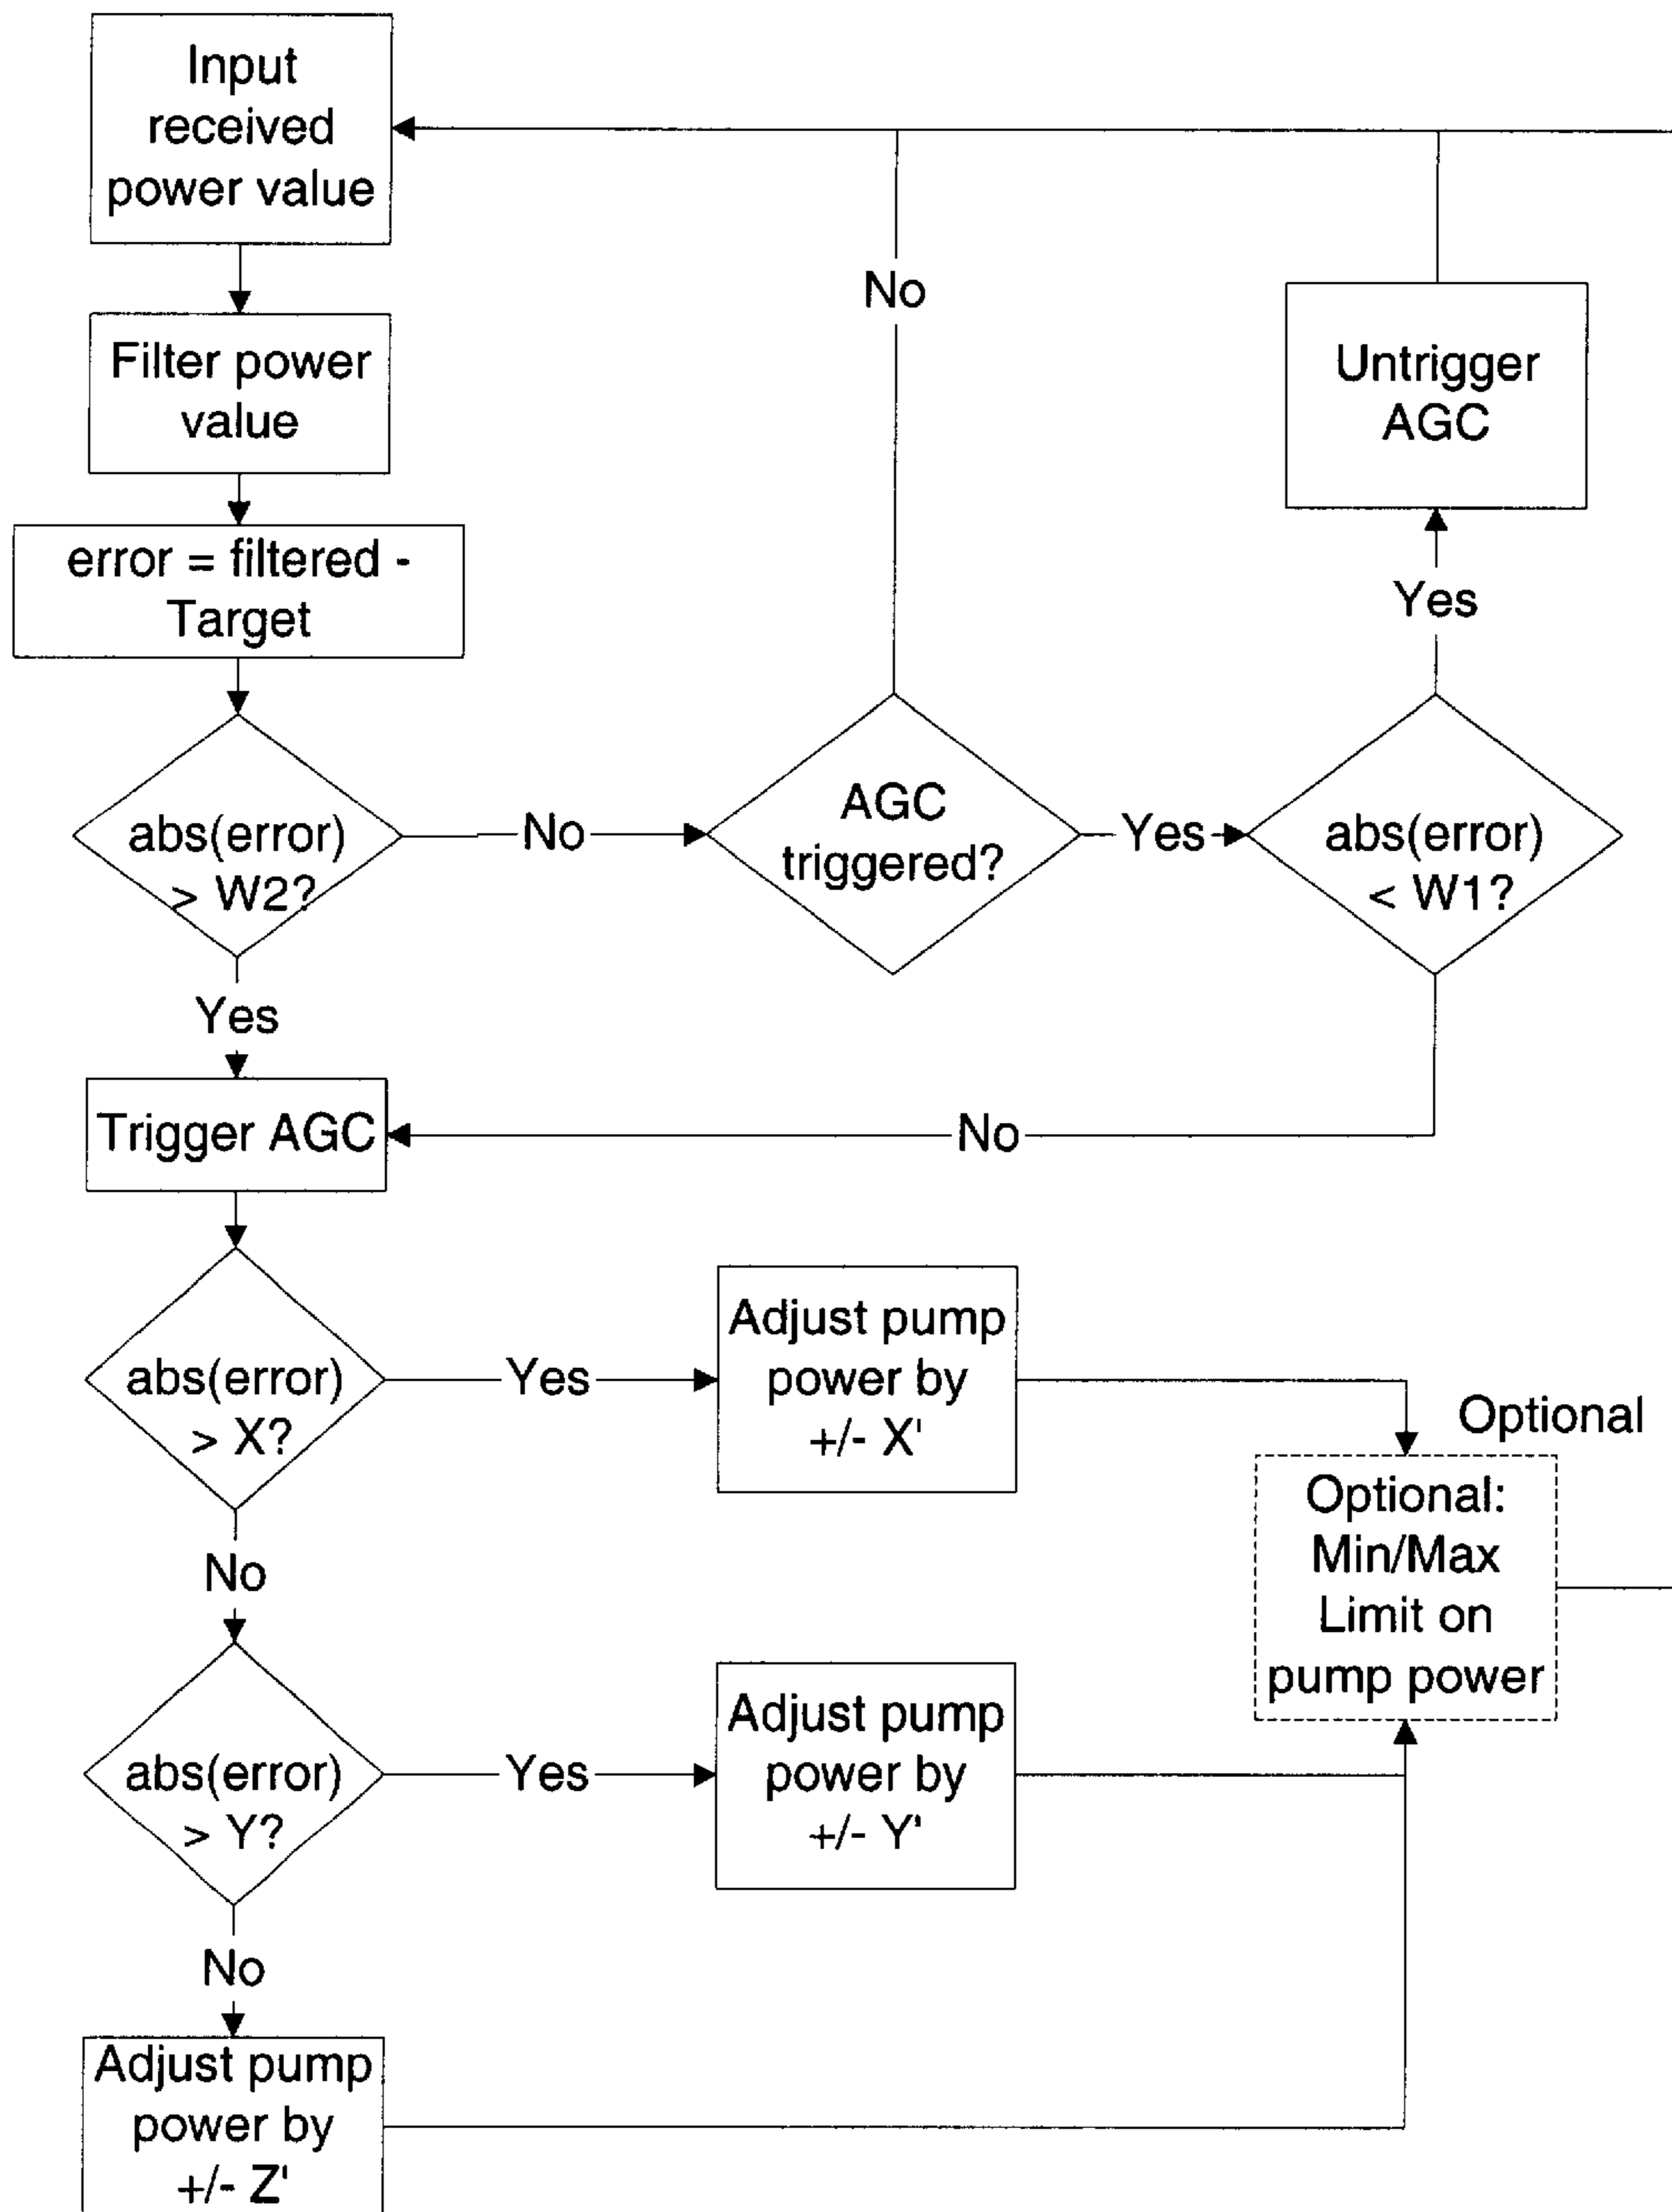 Input
received
power value
No
Filter power
value
Untrigger
AGC
error = filtered -
Target
Yes
abs(error)
> W2?
No
AGC
triggered?
Yes
abs(error)
< W1?
Yes
Trigger AGC
No
abs(error)
> X?
Yes
Adjust pump
power by
+/- X'
Optional
Optional:
Min/Max
Limit on
pump power
No
abs(error)
> Y?
Yes
Adjust pump
power by
+/- Y'
No
Adjust pump
power by
+/- Z'